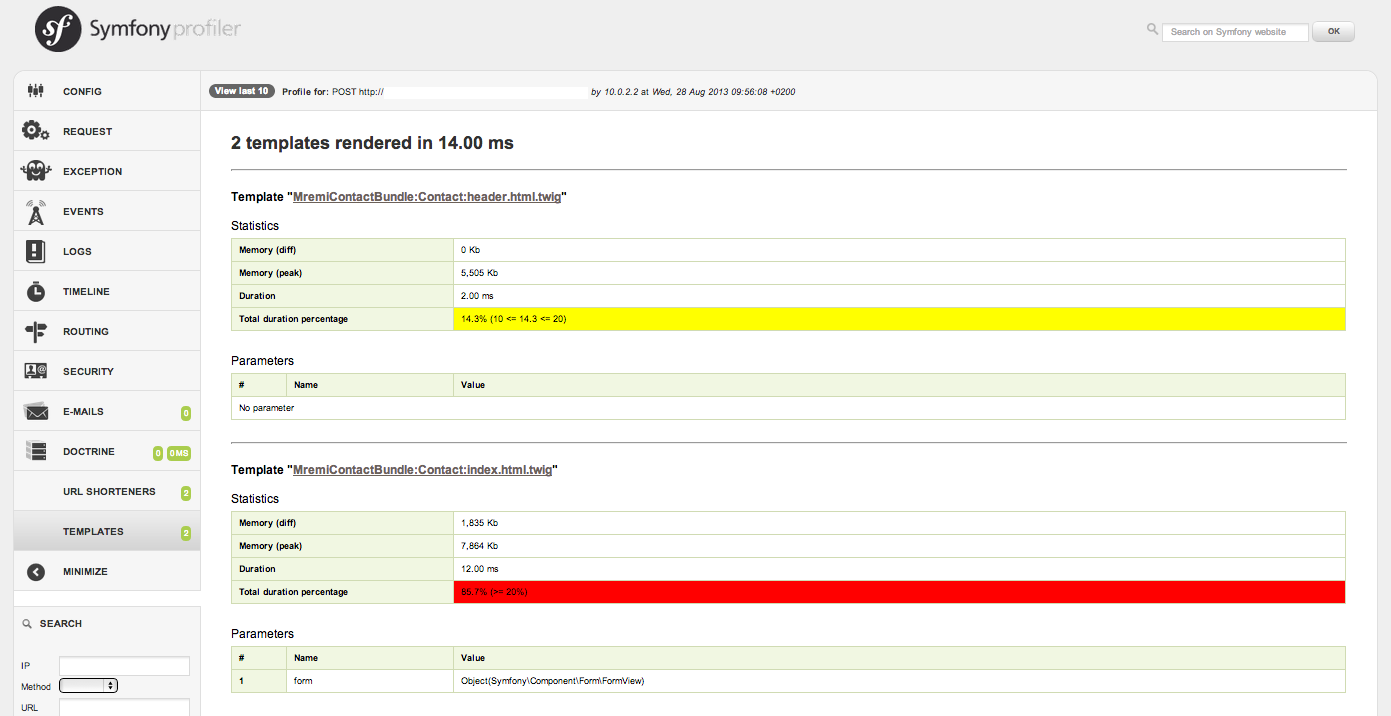 sf Symfony profiler
Search on Symfony website OK
CONFIG
REQUEST
EXCEPTION
EVENTS
LOGS
TIMELINE
ROUTING
SECURITY
E-MAILS 0
DOCTRINE 0 0MS
URL SHORTENERS 2
TEMPLATES 2
MINIMIZE
SEARCH
IP
Method
URL
View last 10 Profile for: POST http:// by 10.0.2.2 at Wed, 28 Aug 2013 09:56:08 +0200
2 templates rendered in 14.00 ms
Template "MremiContactBundle:Contact:header.html.twig"
Statistics
Memory (diff) 0 Kb
Memory (peak) 5,505 Kb
Duration 2.00 ms
Total duration percentage 14.3% (10 <= 14.3 <= 20)
Parameters
# Name Value
No parameter
Template "MremiContactBundle:Contact:index.html.twig"
Statistics
Memory (diff) 1,835 Kb
Memory (peak) 7,864 Kb
Duration 12.00 ms
Total duration percentage 85.7% (>= 20%)
Parameters
# Name Value
1 form Object(Symfony\Component\Form\FormView)